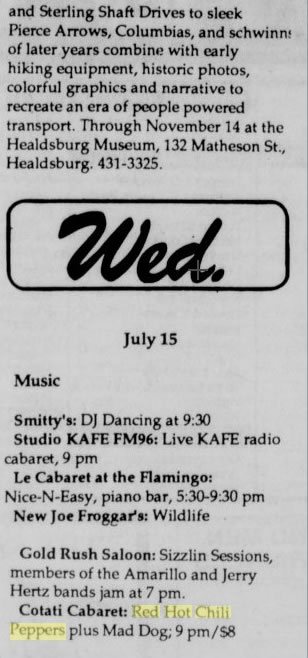 and Sterling Shaft Drives to sleek
Pierce Arrows, Columbias, and schwinns
of later years combine with early
hiking equipment, historic photos,
colorful graphics and narrative to
recreate an era of people powered
transport. Through November 14 at the
Healdsburg Museum, 132 Matheson St.,
Healdsburg. 431-3325.
Wed.
July 15
Music
Smitty's: DJ Dancing at 9:30
Studio KAFE FM96: Live KAFE radio
cabaret, 9 pm
Le Cabaret at the Flamingo:
Nice-N-Easy, piano bar, 5:30-9:30 pm
New Joe Froggar's: Wildlife
Gold Rush Saloon: Sizzlin Sessions,
members of the Amarillo and Jerry
Hertz bands jam at 7 pm.
Cotati Cabaret: Red Hot Chili
Peppers plus Mad Dog; 9 pm/$8